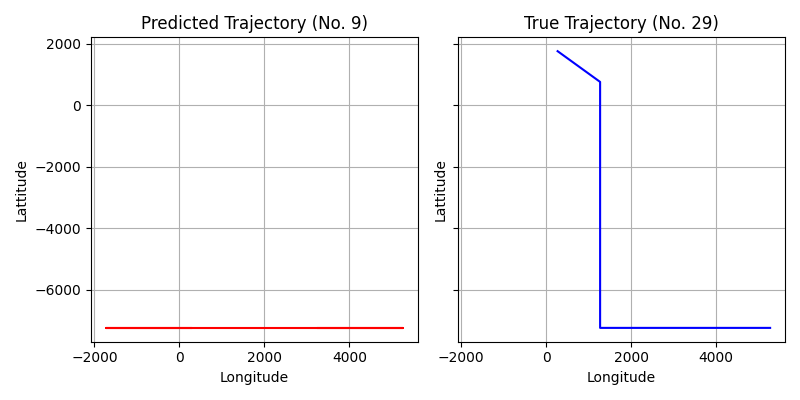 Predicted Trajectory (No. 9)
2000
0
−2000
−4000
−6000
Lattitude
−2000 0 2000 4000
Longitude
True Trajectory (No. 29)
Lattitude
−2000 0 2000 4000
Longitude